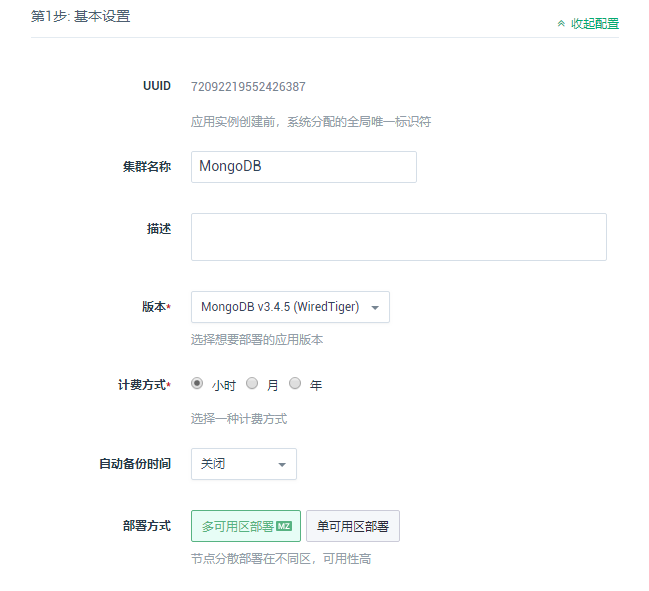 第1步: 基本设置
收起配置
UUID 72092219552426387
应用实例创建前，系统分配的全局唯一标识符
集群名称 MongoDB
描述
版本* MongoDB v3.4.5 (WiredTiger)
选择想要部署的应用版本
计费方式* 小时 月 年
选择一种计费方式
自动备份时间 关闭
部署方式 多可用区部署 MZ 单可用区部署
节点分散部署在不同区，可用性高